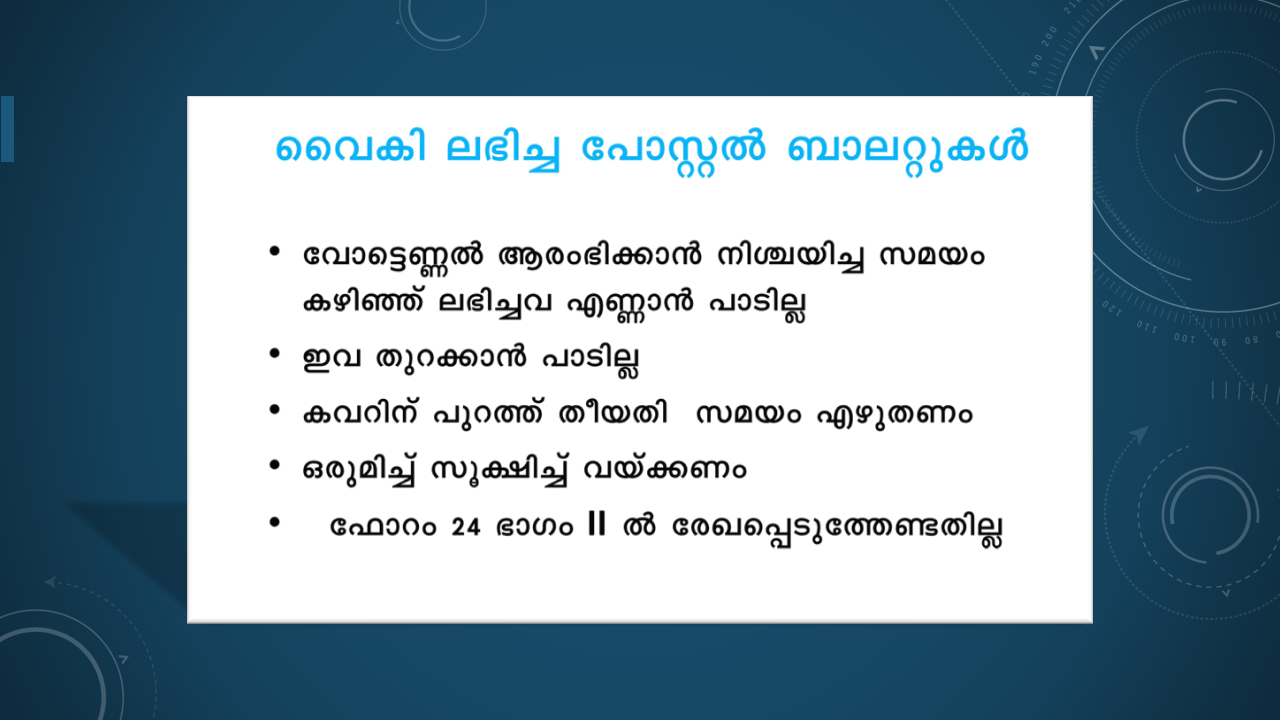 വൈകി ലഭിച്ച പോസ്റ്റൽ ബാലറ്റുകൾ
• വോട്ടെണ്ണൽ ആരംഭിക്കാൻ നിശ്ചയിച്ച സമയം
കഴിഞ്ഞ് ലഭിച്ചവ എണ്ണാൻ പാടില്ല
• ഇവ തുറക്കാൻ പാടില്ല
• കവറിന് പുറത്ത് തീയതി സമയം എഴുതണം
• ഒരുമിച്ച് സൂക്ഷിച്ച് വയ്ക്കണം
• ഫോറം 24 ഭാഗം II ൽ രേഖപ്പെടുത്തേണ്ടതില്ല